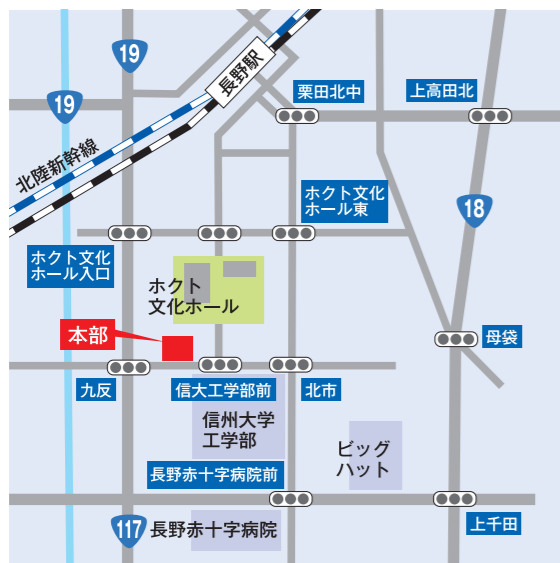 19
長野駅
19
栗田北中
上高田北
北陸新幹線
ホクト文化
ホール東
18
ホクト文化
ホール入口
ホクト
文化ホール
本部
母袋
九反
信大工学部前
北市
信州大学
工学部
ビッグ
ハット
長野赤十字病院前
117
長野赤十字病院
上千田